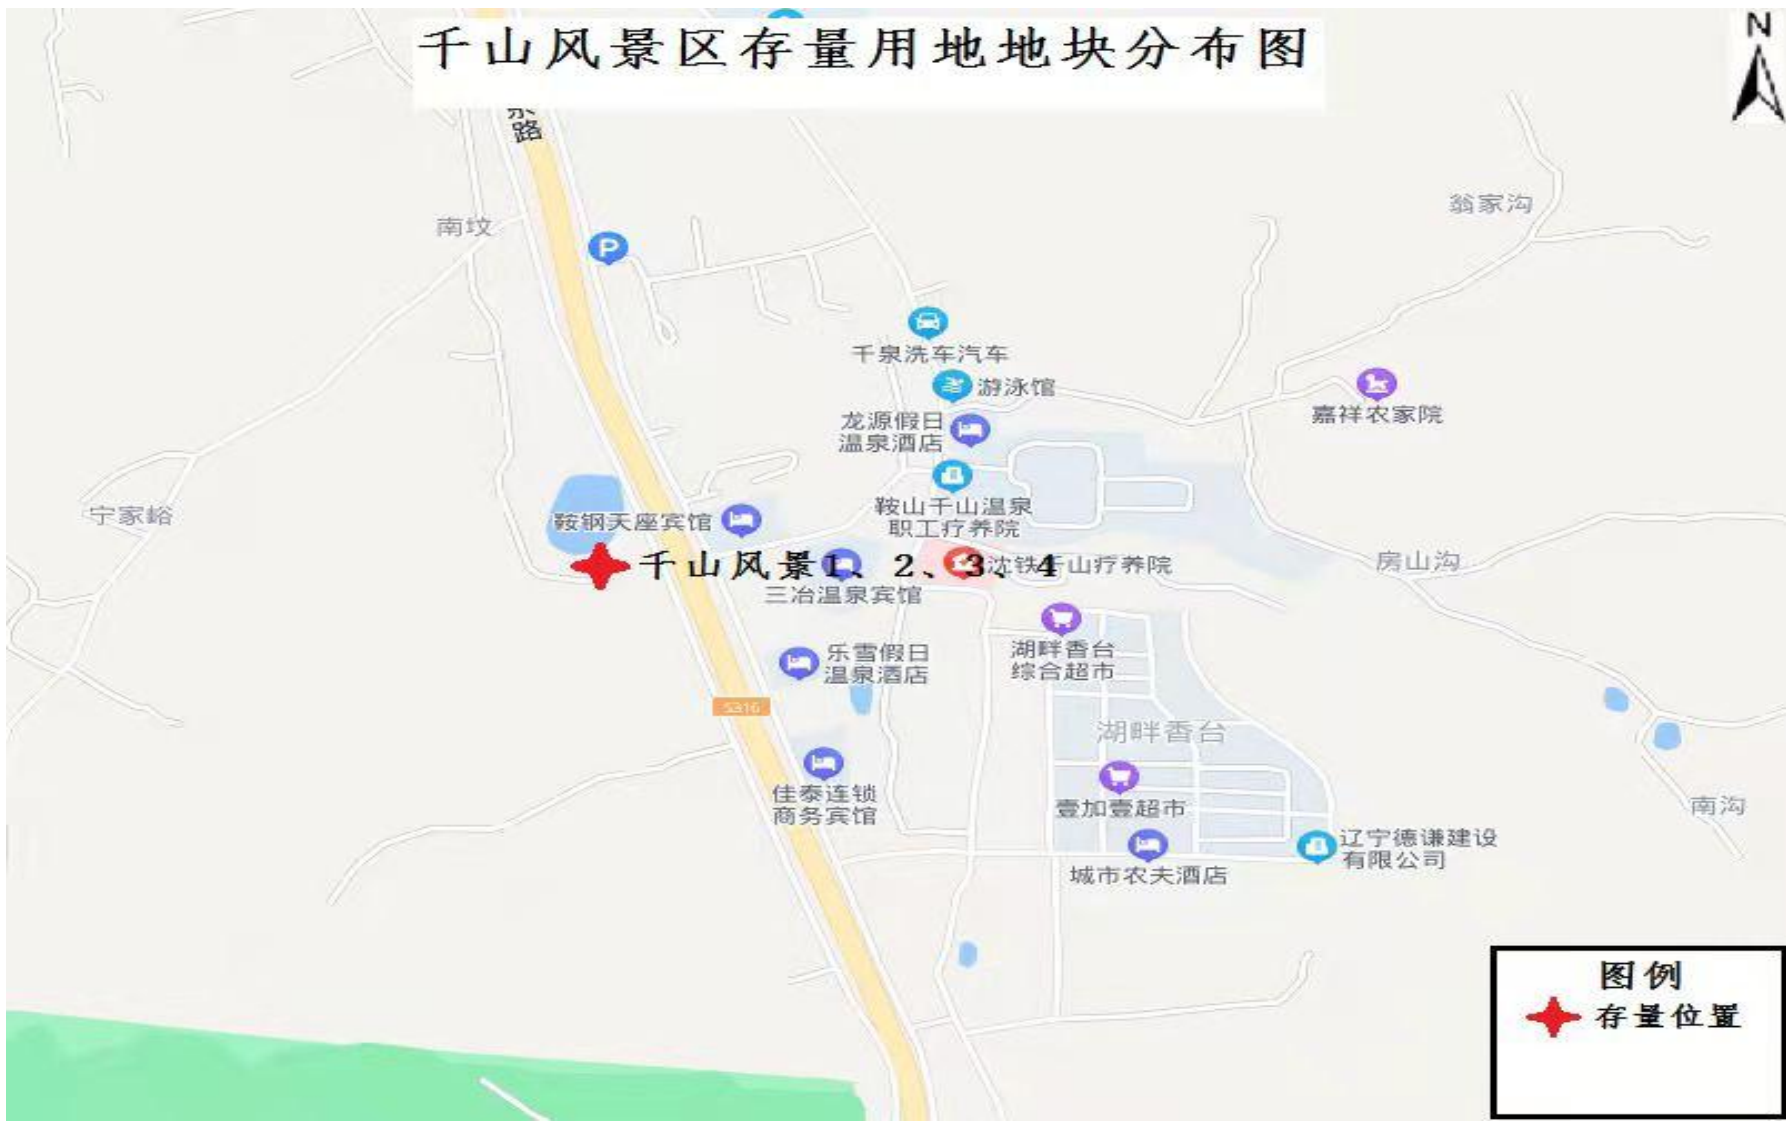 千山风景区存量用地地块分布图
N
路
翁家沟
南坟
P
千泉洗车汽车
游泳馆
嘉祥农家院
龙源假日
温泉酒店
鞍山千山温泉
职工疗养院
宁家峪
鞍钢天座宾馆
千山风景1、2、3、4
沈铁千山疗养院
房山沟
三冶温泉宾馆
湖畔香台
综合超市
乐雪假日
温泉酒店
S316
湖畔香台
佳泰连锁
商务宾馆
壹加壹超市
南沟
辽宁德谦建设
有限公司
城市农夫酒店
图例
存量位置